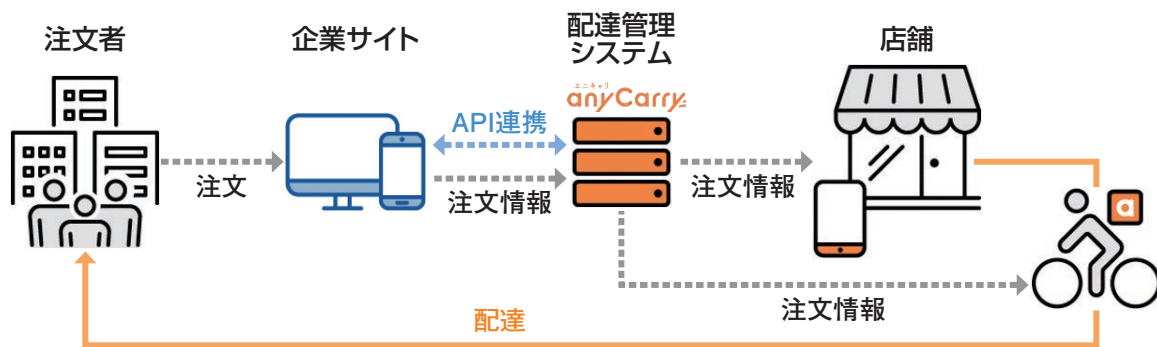 注文者
企業サイト
配達管理
システム
店舗
エニキャリ
anyCarry
API連携
注文
注文情報
注文情報
a
注文情報
配達